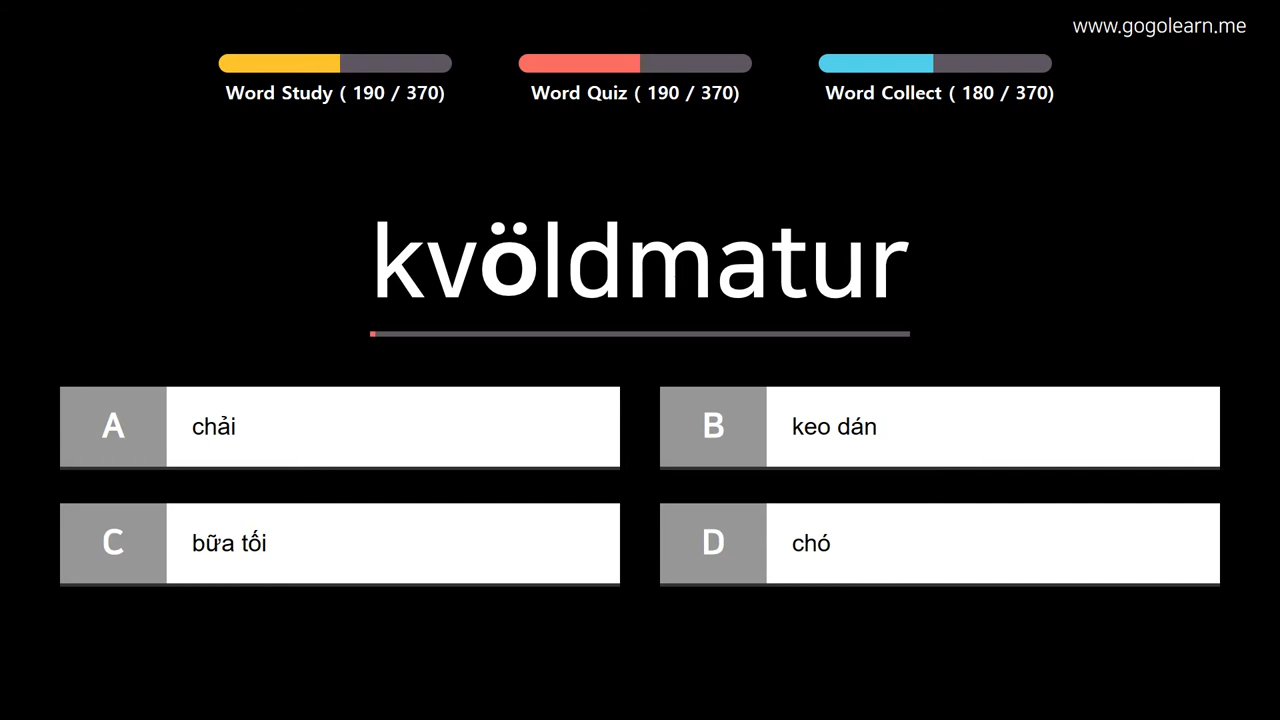 www.gogolearn.me
Word Study ( 190 / 370)
Word Quiz ( 190 / 370)
Word Collect ( 180 / 370)
kvöldmatur
A chải
B keo dán
C bữa tối
D chó